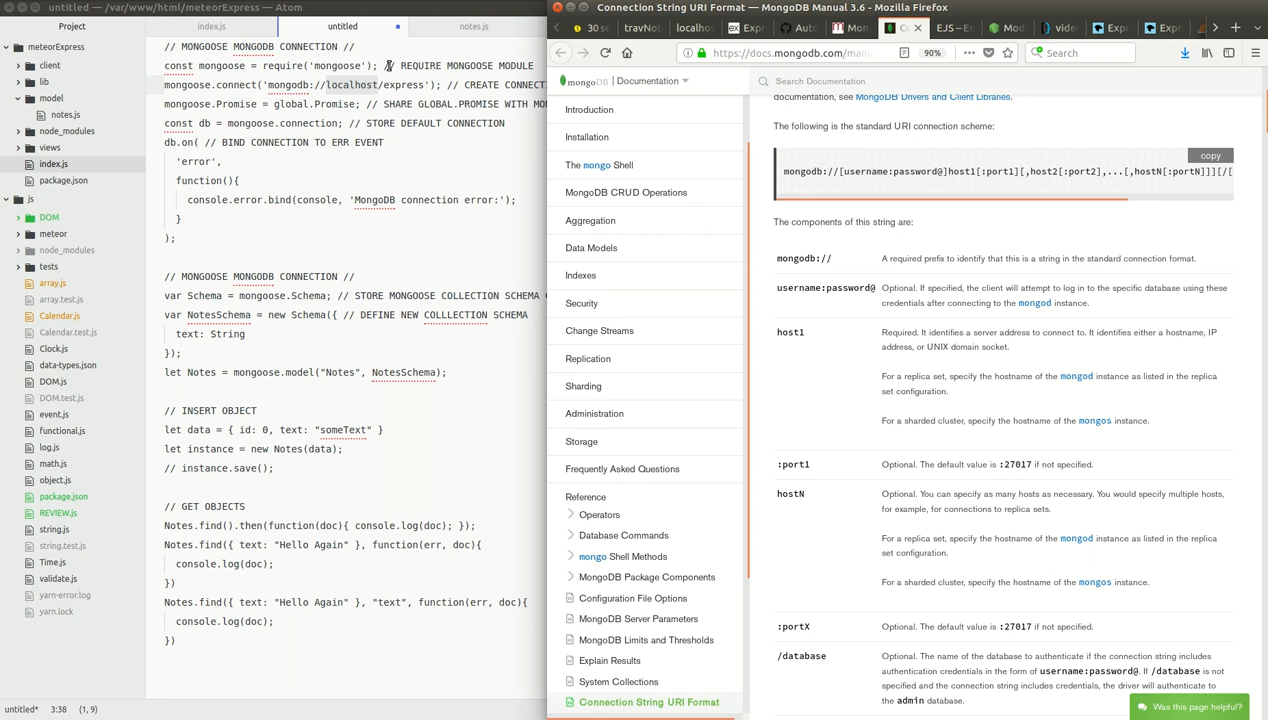 untitled — /var/www/html/meteorExpress — Atom
Project
meteorExpress
client
lib
model
notes.js
node_modules
views
index.js
package.json
js
DOM
meteor
node_modules
tests
array.js
array.test.js
Calendar.js
Calendar.test.js
Clock.js
data-types.json
DOM.js
DOM.test.js
event.js
functional.js
log.js
math.js
object.js
package.json
REVIEW.js
string.js
string.test.js
Time.js
validate.js
yarn-error.log
yarn.lock
index.js
untitled
notes.js
// MONGOOSE MONGODB CONNECTION //
const mongoose = require('mongoose'); // REQUIRE MONGOOSE MODULE
mongoose.connect('mongodb://localhost/express'); // CREATE CONNECT
mongoose.Promise = global.Promise; // SHARE GLOBAL.PROMISE WITH MON
const db = mongoose.connection; // STORE DEFAULT CONNECTION
db.on( // BIND CONNECTION TO ERR EVENT
'error',
function(){
console.error.bind(console, 'MongoDB connection error:');
}
);
// MONGOOSE MONGODB CONNECTION //
var Schema = mongoose.Schema; // STORE MONGOOSE COLLECTION SCHEMA
var NotesSchema = new Schema({ // DEFINE NEW COLLLECTION SCHEMA
text: String
});
let Notes = mongoose.model("Notes", NotesSchema);
// INSERT OBJECT
let data = { id: 0, text: "someText" }
let instance = new Notes(data);
// instance.save();
// GET OBJECTS
Notes.find().then(function(doc){ console.log(doc); });
Notes.find({ text: "Hello Again" }, function(err, doc){
console.log(doc);
})
Notes.find({ text: "Hello Again" }, "text", function(err, doc){
console.log(doc);
})
untitled* 3:38 (1, 9)
Connection String URI Format — MongoDB Manual 3.6 - Mozilla Firefox
30 se
travNot
localhos
Exp
Mon
C
EJS – E
Mod
video
Expre
Expr
https://docs.mongodb.com/manu
90%
Search
mongoDB | Documentation
Introduction
Installation
The mongo Shell
MongoDB CRUD Operations
Aggregation
Data Models
Indexes
Security
Change Streams
Replication
Sharding
Administration
Storage
Frequently Asked Questions
Reference
Operators
Database Commands
mongo Shell Methods
MongoDB Package Components
Configuration File Options
MongoDB Server Parameters
MongoDB Limits and Thresholds
Explain Results
System Collections
Connection String URI Format
Search Documentation
documentation, see MongoDB Drivers and Client Libraries.
The following is the standard URI connection scheme:
copy
mongodb://[username:password@]host1[:port1][,host2[:port2],...[,hostN[:portN]]][/[
The components of this string are:
mongodb:// A required prefix to identify that this is a string in the standard connection format.
username:password@ Optional. If specified, the client will attempt to log in to the specific database using these
credentials after connecting to the mongod instance.
host1 Required. It identifies a server address to connect to. It identifies either a hostname, IP
address, or UNIX domain socket.
For a replica set, specify the hostname of the mongod instance as listed in the replica
set configuration.
For a sharded cluster, specify the hostname of the mongos instance.
:port1 Optional. The default value is :27017 if not specified.
hostN Optional. You can specify as many hosts as necessary. You would specify multiple hosts,
for example, for connections to replica sets.
For a replica set, specify the hostname of the mongod instance as listed in the replica
set configuration.
For a sharded cluster, specify the hostname of the mongos instance.
:portX Optional. The default value is :27017 if not specified.
/database Optional. The name of the database to authenticate if the connection string includes
authentication credentials in the form of username:password@. If /database is not
specified and the connection string includes credentials, the driver will authenticate to
the admin database.
Was this page helpful?